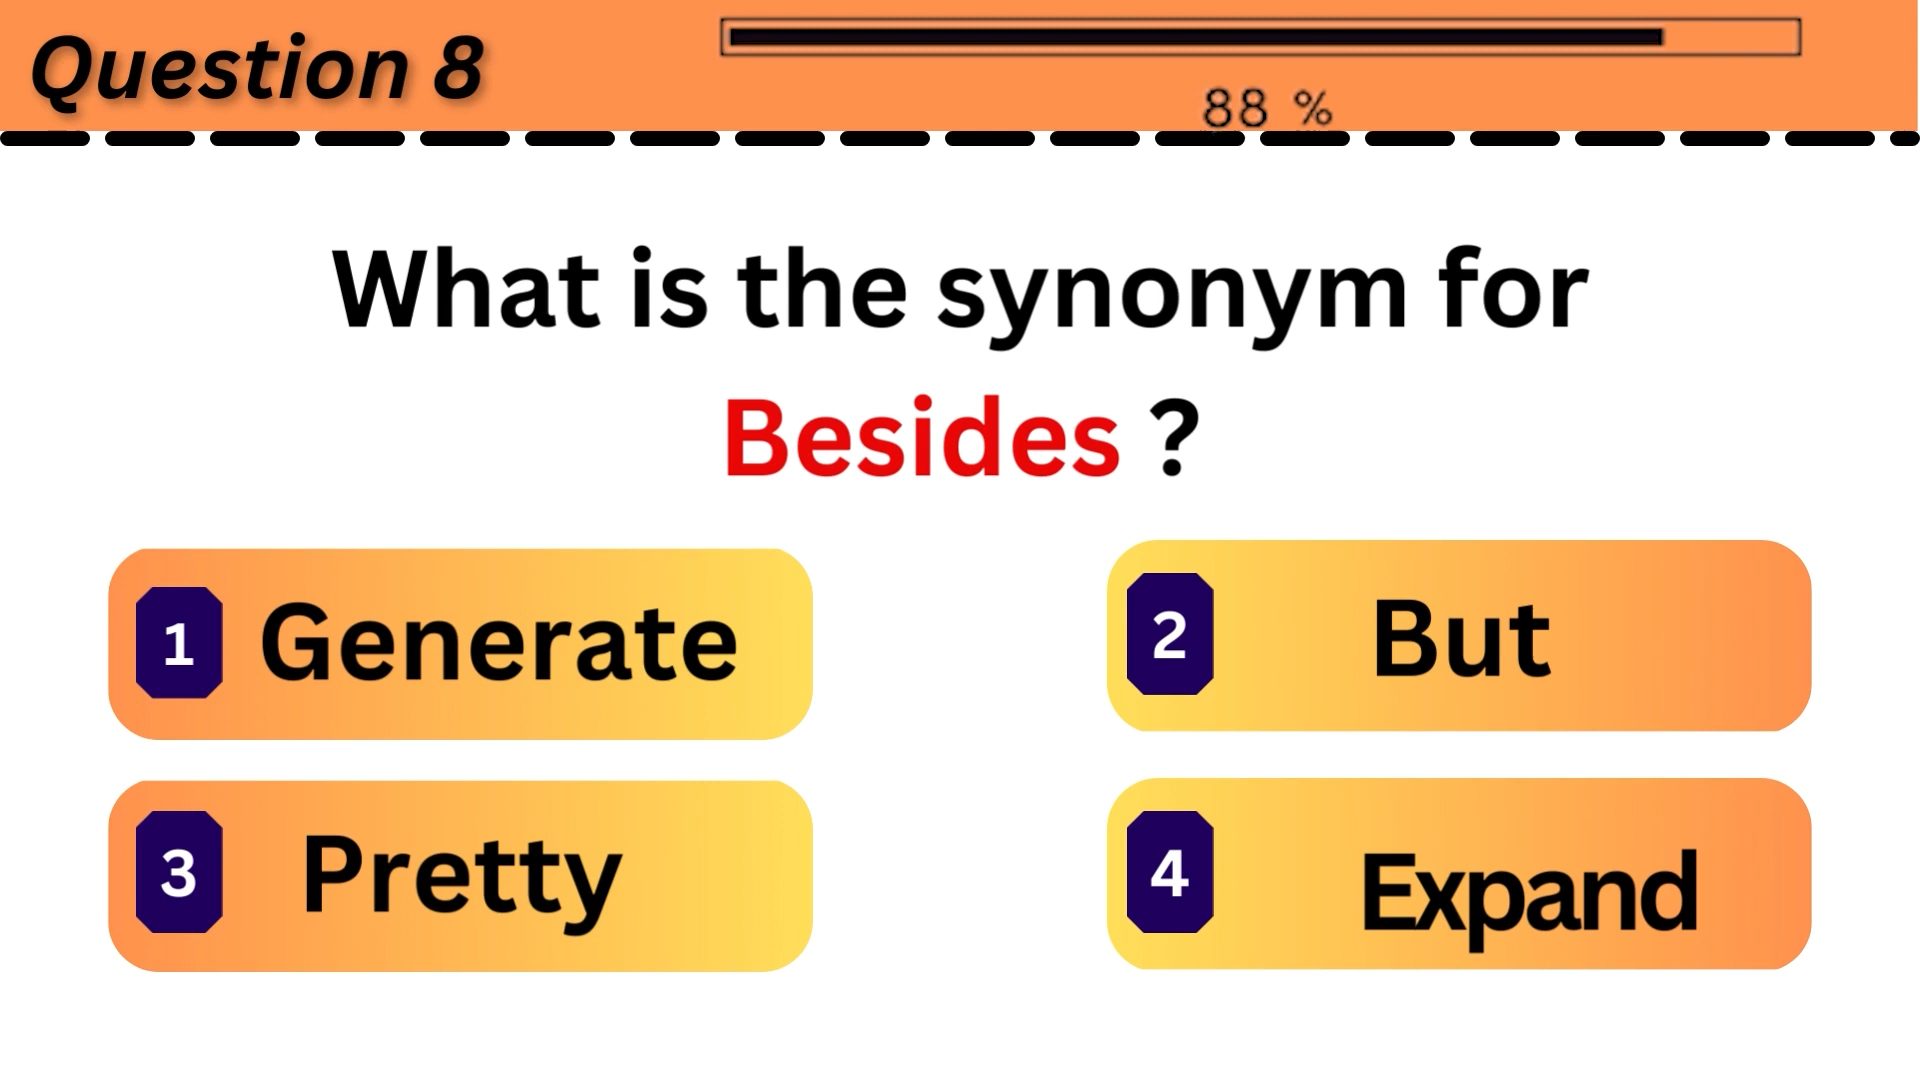 Question 8
88 %
What is the synonym for
Besides ?
1 Generate
2 But
3 Pretty
4 Expand